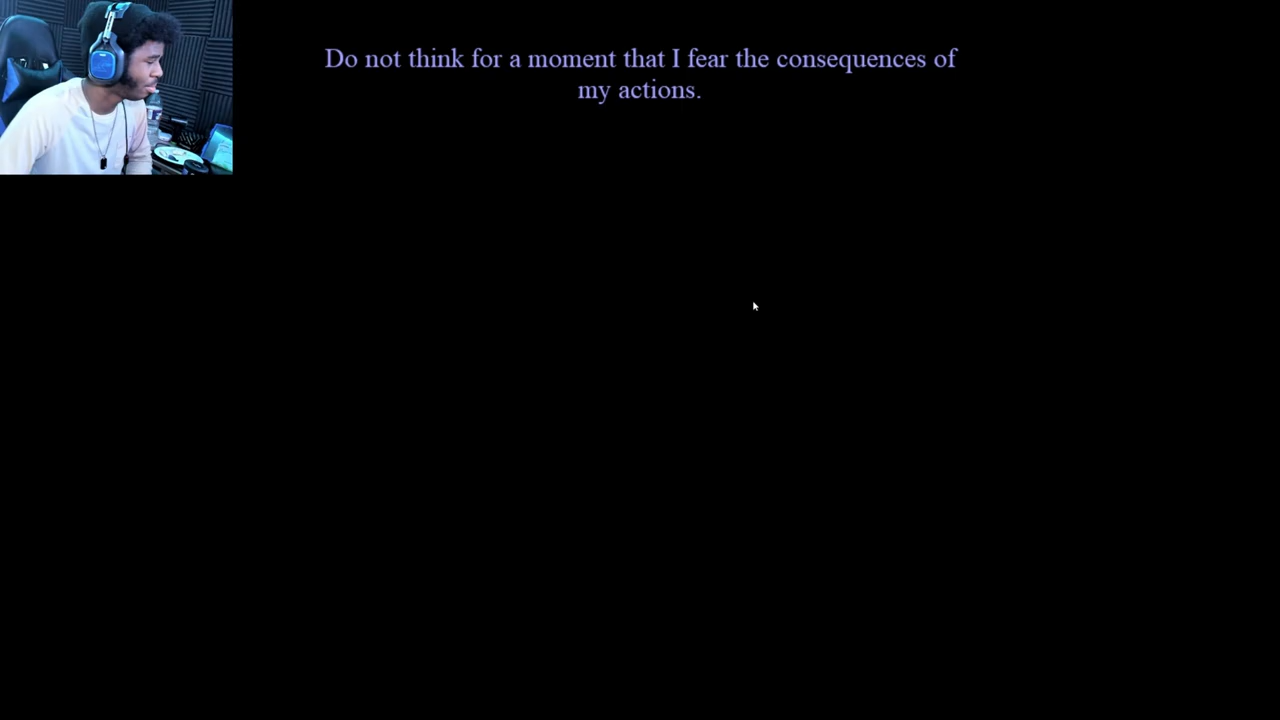 Do not think for a moment that I fear the consequences of
my actions.